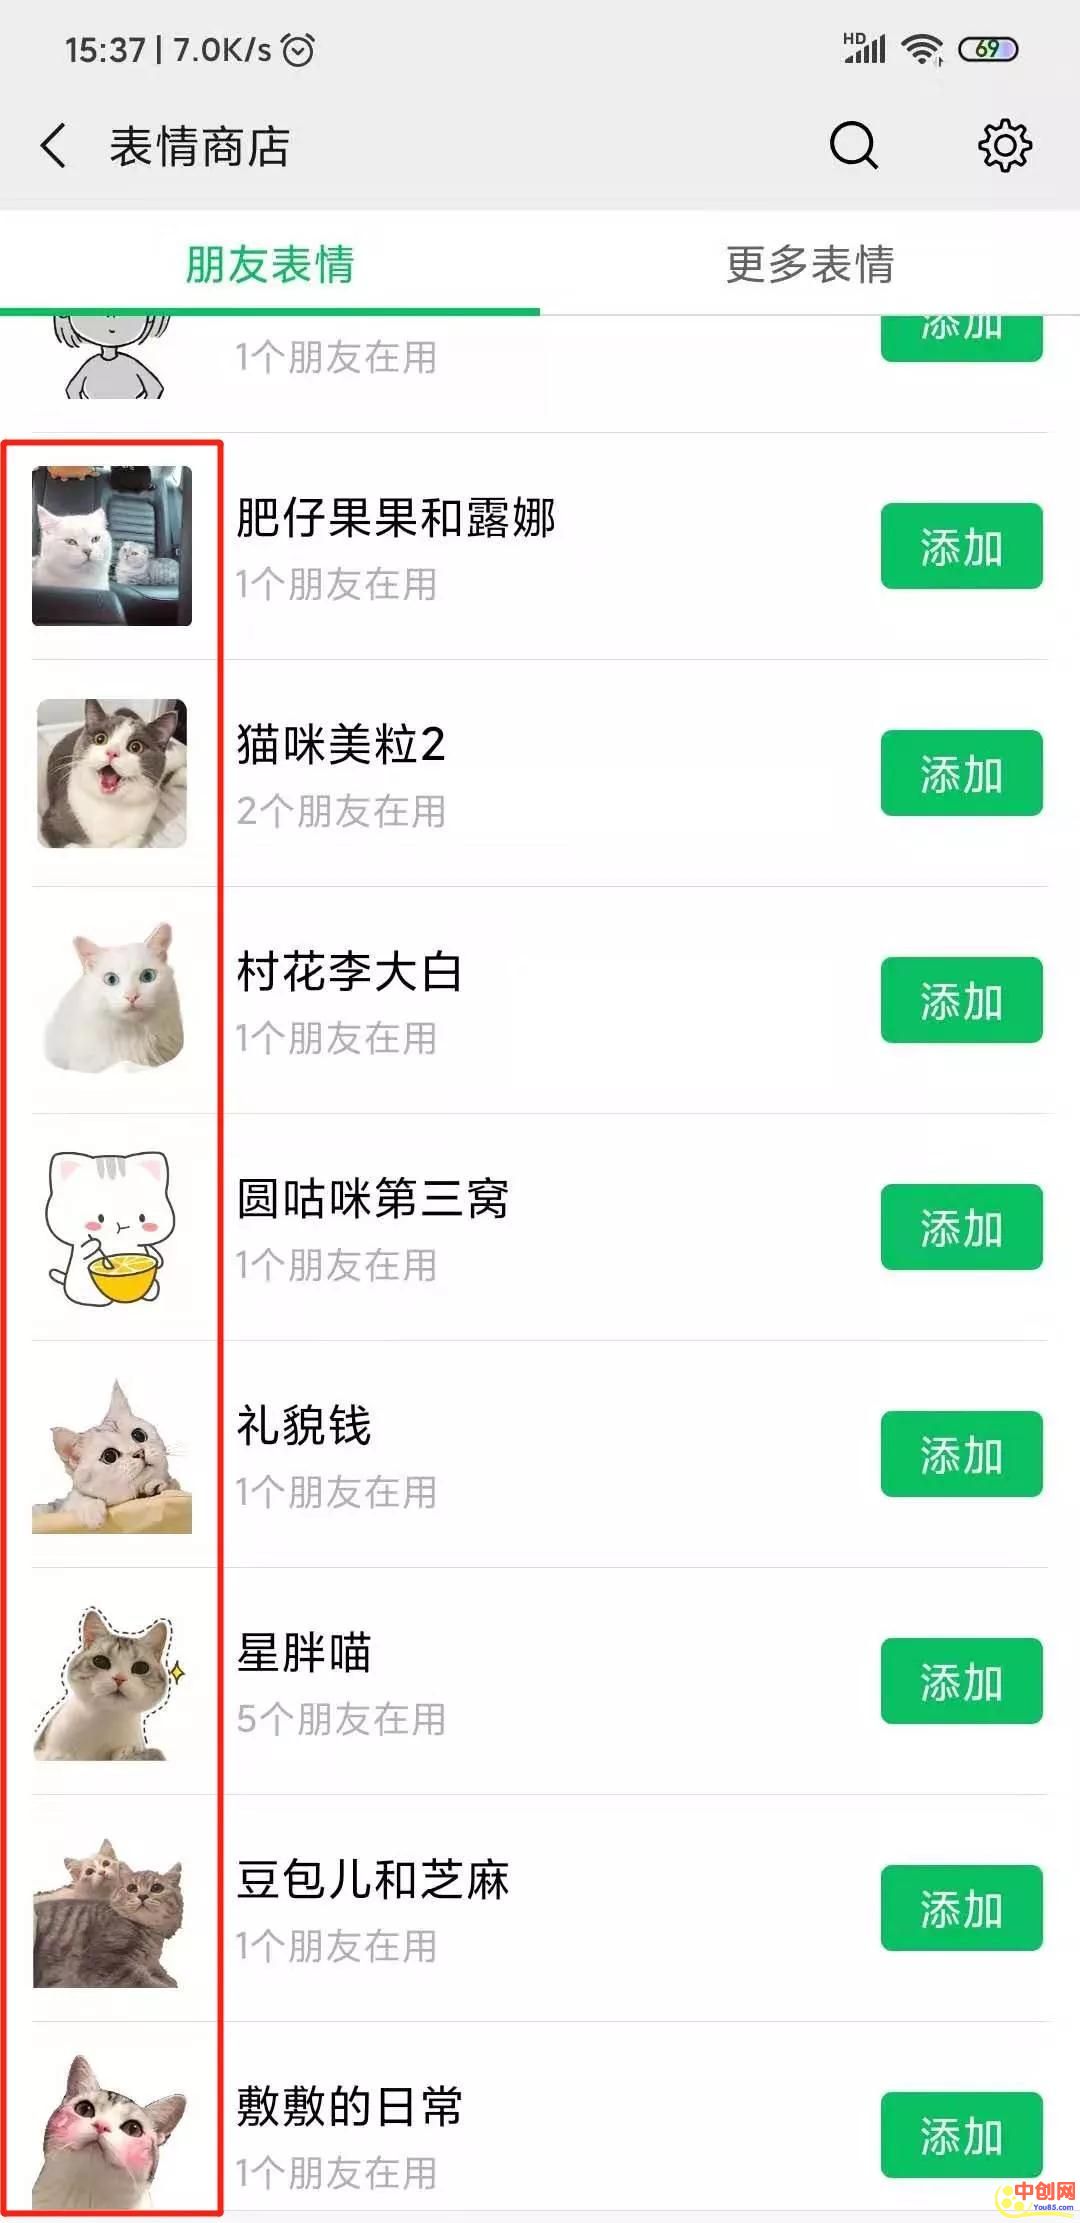 15:37 | 7.0K/s
HD
69
表情商店
朋友表情
更多表情
1个朋友在用
添加
肥仔果果和露娜
1个朋友在用
添加
猫咪美粒2
2个朋友在用
添加
村花李大白
1个朋友在用
添加
圆咕咪第三窝
1个朋友在用
添加
礼貌钱
1个朋友在用
添加
星胖喵
5个朋友在用
添加
豆包儿和芝麻
1个朋友在用
添加
敷敷的日常
1个朋友在用
添加
中创网
You85.com